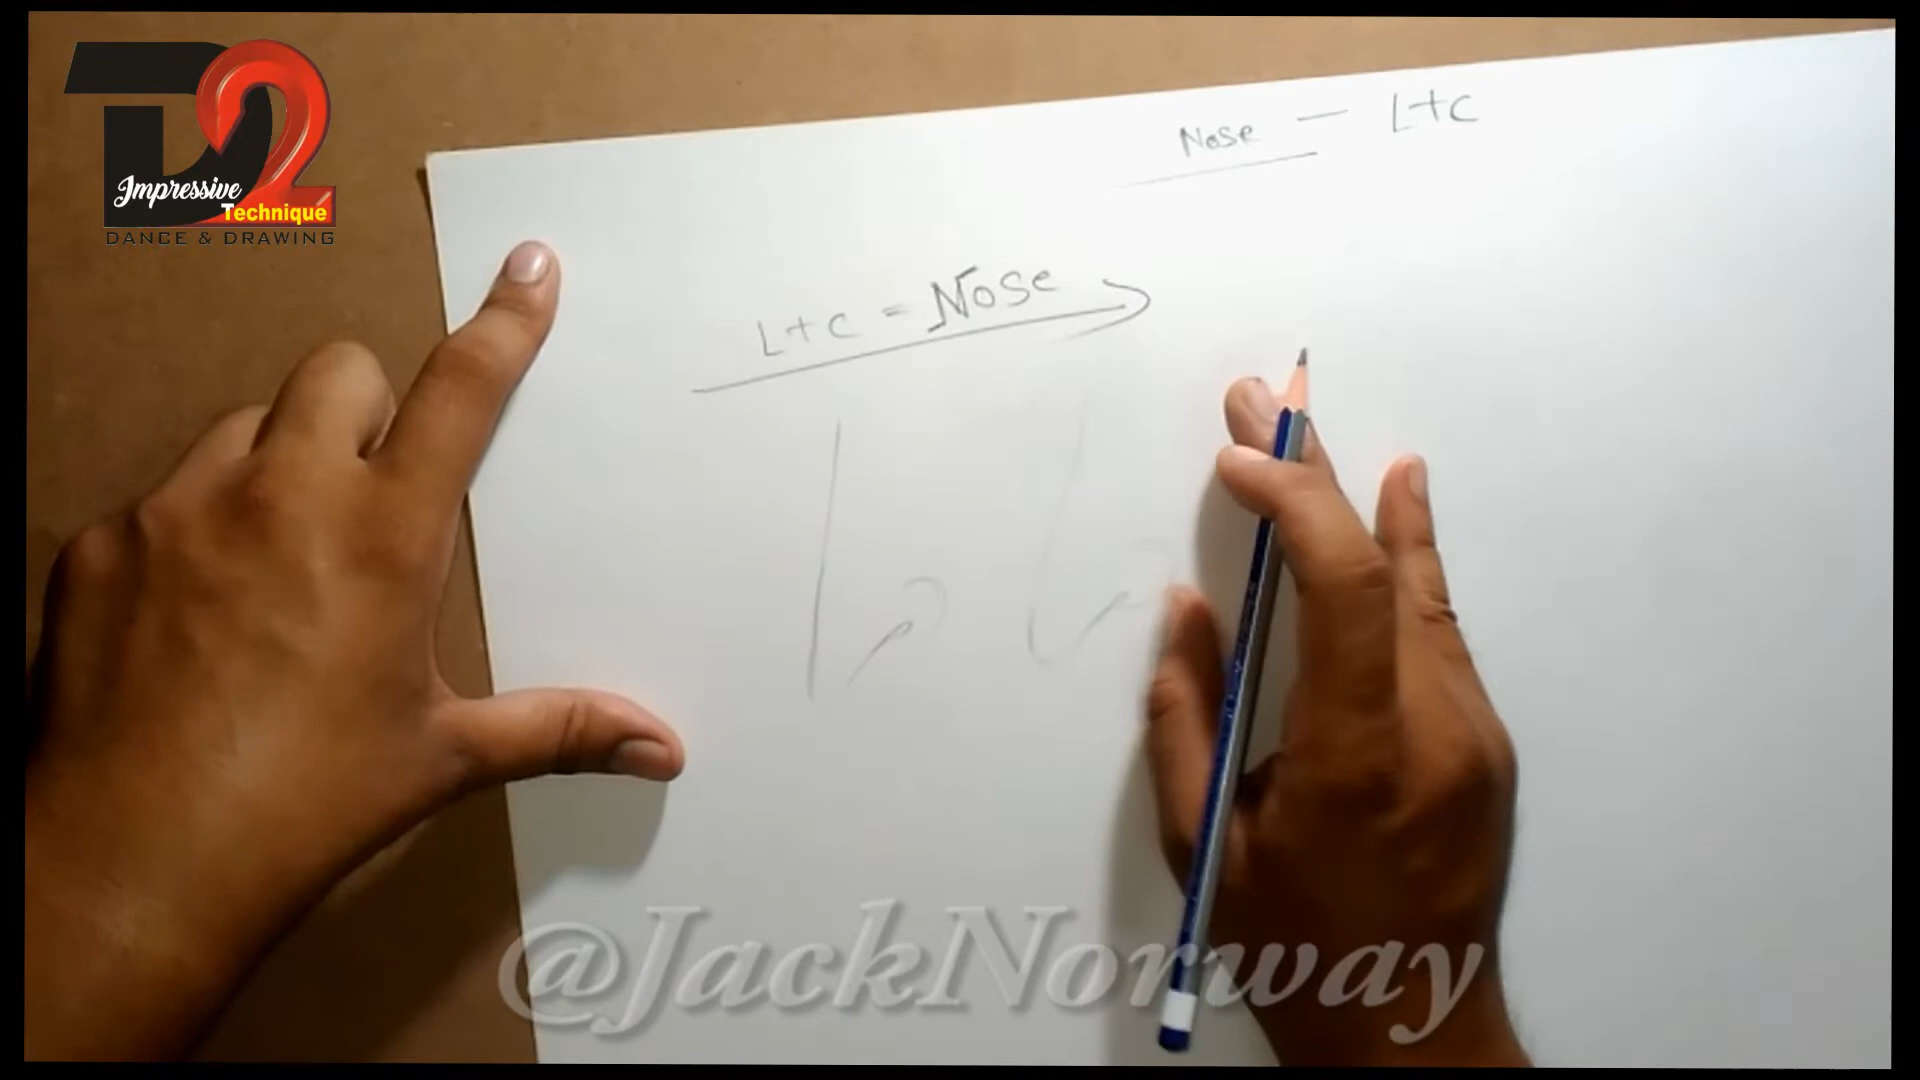 D2
Impressive
Technique
DANCE & DRAWING
Nose — L+C
L+C = Nose
@JackNorway